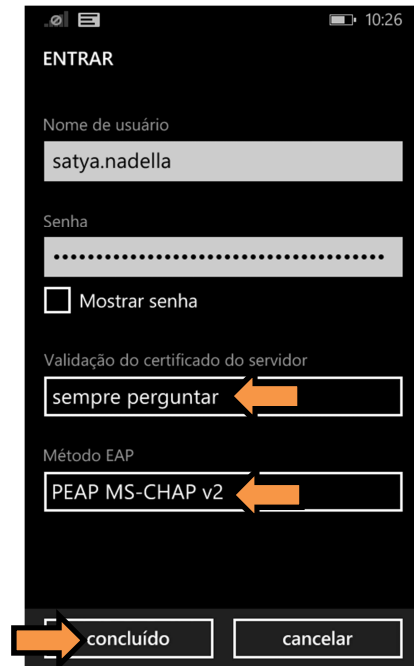 10:26
ENTRAR
Nome de usuário
satya.nadella
Senha
••••••••••••••••••••••••••••••••••••••
Mostrar senha
Validação do certificado do servidor
sempre perguntar
Método EAP
PEAP MS-CHAP v2
concluído cancelar